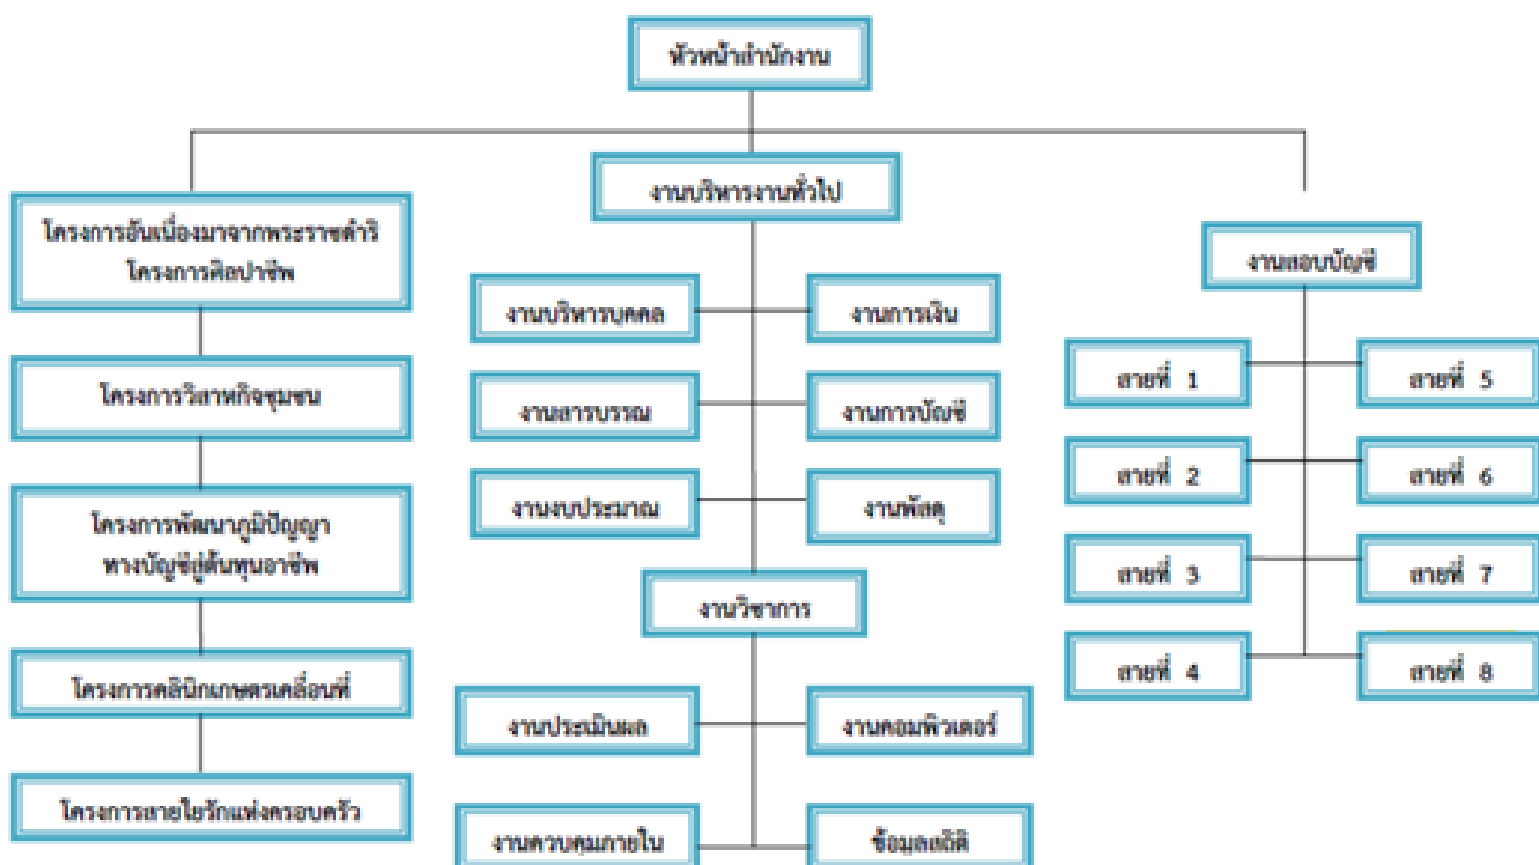 หัวหน้าสำนักงาน
งานบริหารงานทั่วไป
โครงการอันเนื่องมาจากพระราชดำริ
โครงการศิลปาชีพ
โครงการวิสาหกิจชุมชน
โครงการพัฒนาภูมิปัญญา
ทางบัญชีสู่ต้นทุนอาชีพ
โครงการคลินิกเกษตรเคลื่อนที่
โครงการสายใยรักแห่งครอบครัว
งานบริหารบุคคล
งานการเงิน
งานสารบรรณ
งานการบัญชี
งานงบประมาณ
งานพัสดุ
งานวิชาการ
งานประเมินผล
งานคอมพิวเตอร์
งานควบคุมภายใน
ข้อมูลสถิติ
งานสอบบัญชี
สายที่ 1
สายที่ 5
สายที่ 2
สายที่ 6
สายที่ 3
สายที่ 7
สายที่ 4
สายที่ 8